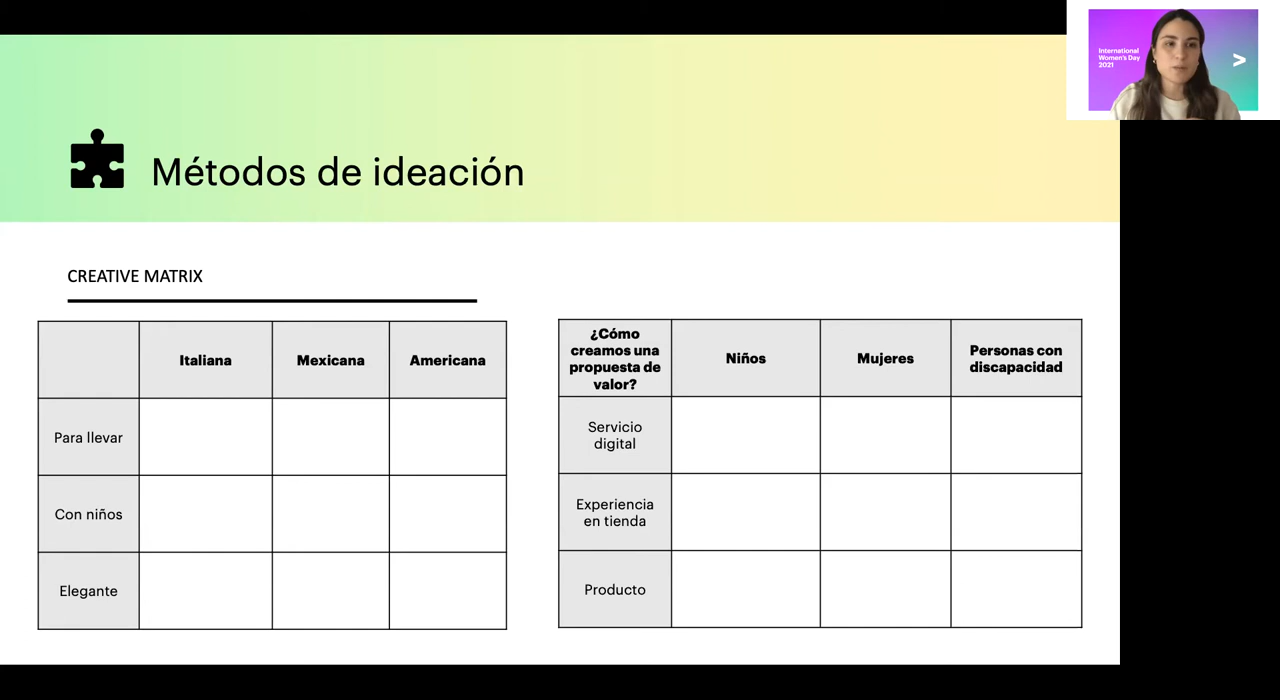 International
Women's Day
2021
>
Métodos de ideación
CREATIVE MATRIX
Italiana
Mexicana
Americana
Para llevar
Con niños
Elegante
¿Cómo
creamos una
propuesta de
valor?
Niños
Mujeres
Personas con
discapacidad
Servicio
digital
Experiencia
en tienda
Producto